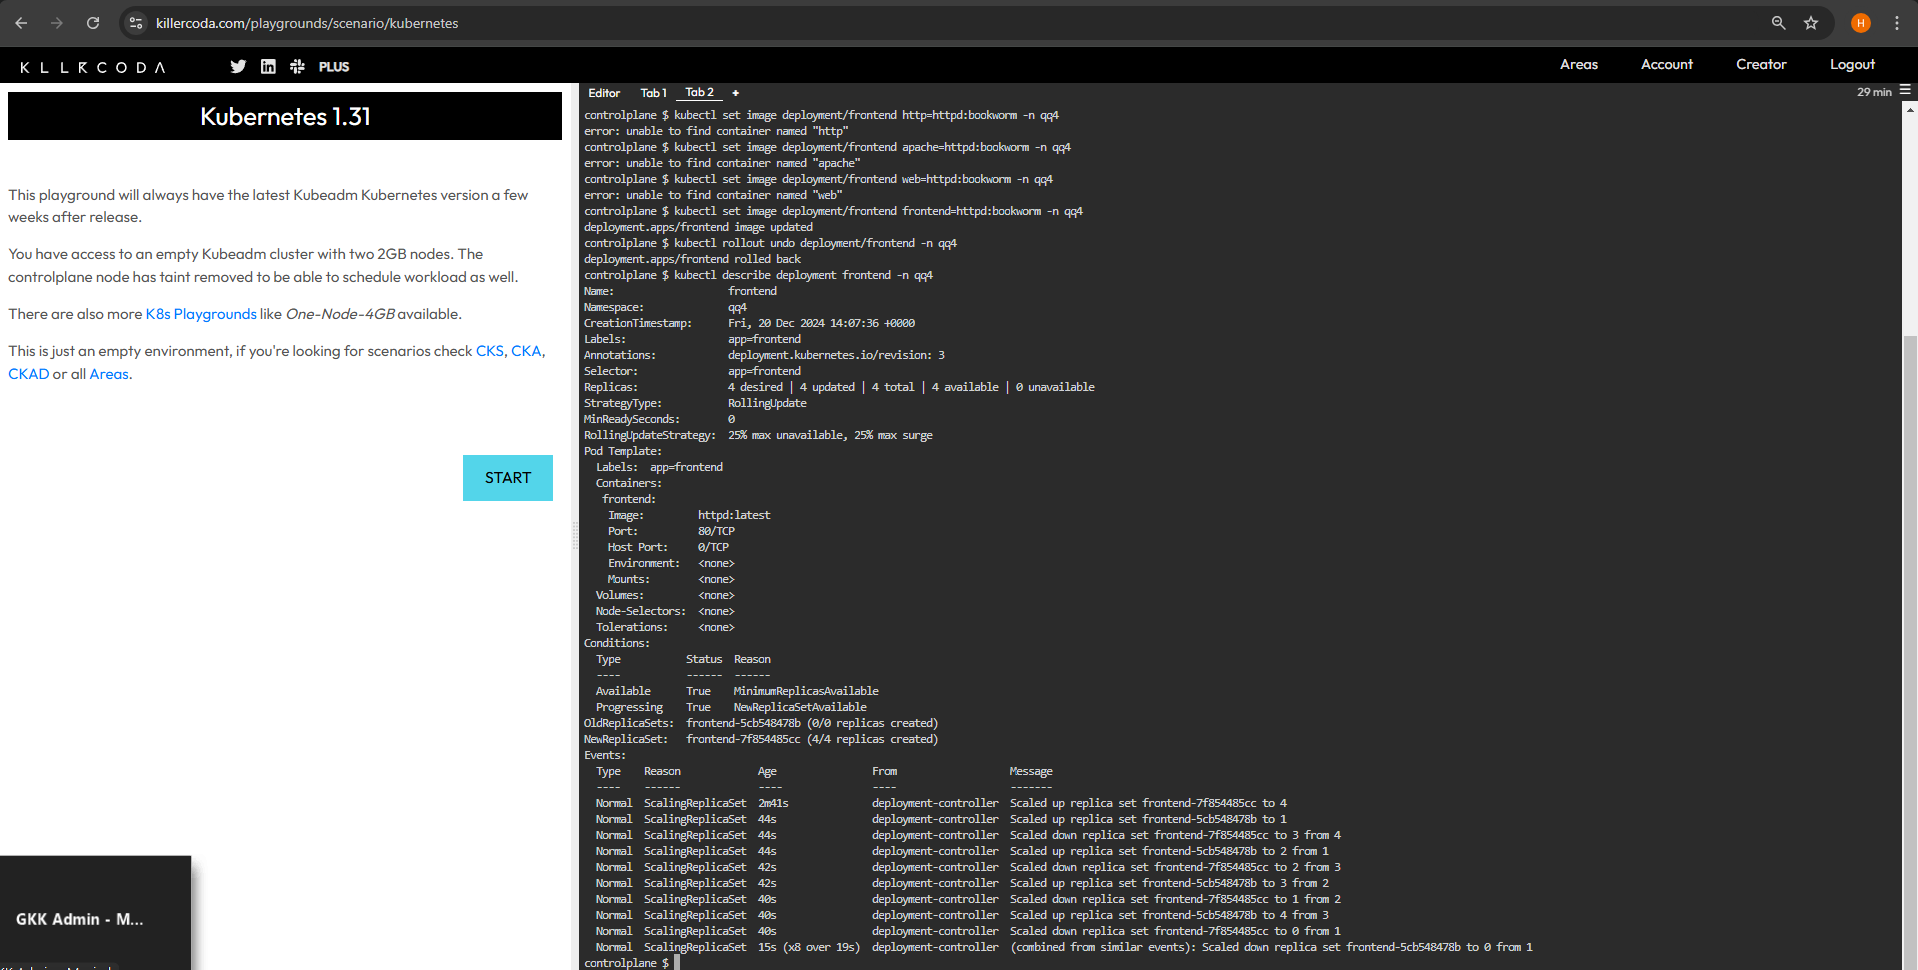 killercoda.com/playgrounds/scenario/kubernetes
H
KLLRCODA
PLUS
Areas
Account
Creator
Logout
Kubernetes 1.31
This playground will always have the latest Kubeadm Kubernetes version a few
weeks after release.
You have access to an empty Kubeadm cluster with two 2GB nodes. The
controlplane node has taint removed to be able to schedule workload as well.
There are also more K8s Playgrounds like One-Node-4GB available.
This is just an empty environment, if you're looking for scenarios check CKS, CKA,
CKAD or all Areas.
START
GKK Admin - M...
Editor Tab 1 Tab 2 +
29 min
controlplane $ kubectl set image deployment/frontend http=httpd:bookworm -n qq4
error: unable to find container named "http"
controlplane $ kubectl set image deployment/frontend apache=httpd:bookworm -n qq4
error: unable to find container named "apache"
controlplane $ kubectl set image deployment/frontend web=httpd:bookworm -n qq4
error: unable to find container named "web"
controlplane $ kubectl set image deployment/frontend frontend=httpd:bookworm -n qq4
deployment.apps/frontend image updated
controlplane $ kubectl rollout undo deployment/frontend -n qq4
deployment.apps/frontend rolled back
controlplane $ kubectl describe deployment frontend -n qq4
Name: frontend
Namespace: qq4
CreationTimestamp: Fri, 20 Dec 2024 14:07:36 +0000
Labels: app=frontend
Annotations: deployment.kubernetes.io/revision: 3
Selector: app=frontend
Replicas: 4 desired | 4 updated | 4 total | 4 available | 0 unavailable
StrategyType: RollingUpdate
MinReadySeconds: 0
RollingUpdateStrategy: 25% max unavailable, 25% max surge
Pod Template:
Labels: app=frontend
Containers:
frontend:
Image: httpd:latest
Port: 80/TCP
Host Port: 0/TCP
Environment: <none>
Mounts: <none>
Volumes: <none>
Node-Selectors: <none>
Tolerations: <none>
Conditions:
Type Status Reason
---- ------ ------
Available True MinimumReplicasAvailable
Progressing True NewReplicaSetAvailable
OldReplicaSets: frontend-5cb548478b (0/0 replicas created)
NewReplicaSet: frontend-7f854485cc (4/4 replicas created)
Events:
Type Reason Age From Message
---- ------ ---- ---- -------
Normal ScalingReplicaSet 2m41s deployment-controller Scaled up replica set frontend-7f854485cc to 4
Normal ScalingReplicaSet 44s deployment-controller Scaled up replica set frontend-5cb548478b to 1
Normal ScalingReplicaSet 44s deployment-controller Scaled down replica set frontend-7f854485cc to 3 from 4
Normal ScalingReplicaSet 44s deployment-controller Scaled up replica set frontend-5cb548478b to 2 from 1
Normal ScalingReplicaSet 42s deployment-controller Scaled down replica set frontend-7f854485cc to 2 from 3
Normal ScalingReplicaSet 42s deployment-controller Scaled up replica set frontend-5cb548478b to 3 from 2
Normal ScalingReplicaSet 40s deployment-controller Scaled down replica set frontend-7f854485cc to 1 from 2
Normal ScalingReplicaSet 40s deployment-controller Scaled up replica set frontend-5cb548478b to 4 from 3
Normal ScalingReplicaSet 40s deployment-controller Scaled down replica set frontend-7f854485cc to 0 from 1
Normal ScalingReplicaSet 15s (x8 over 19s) deployment-controller (combined from similar events): Scaled down replica set frontend-5cb548478b to 0 from 1
controlplane $